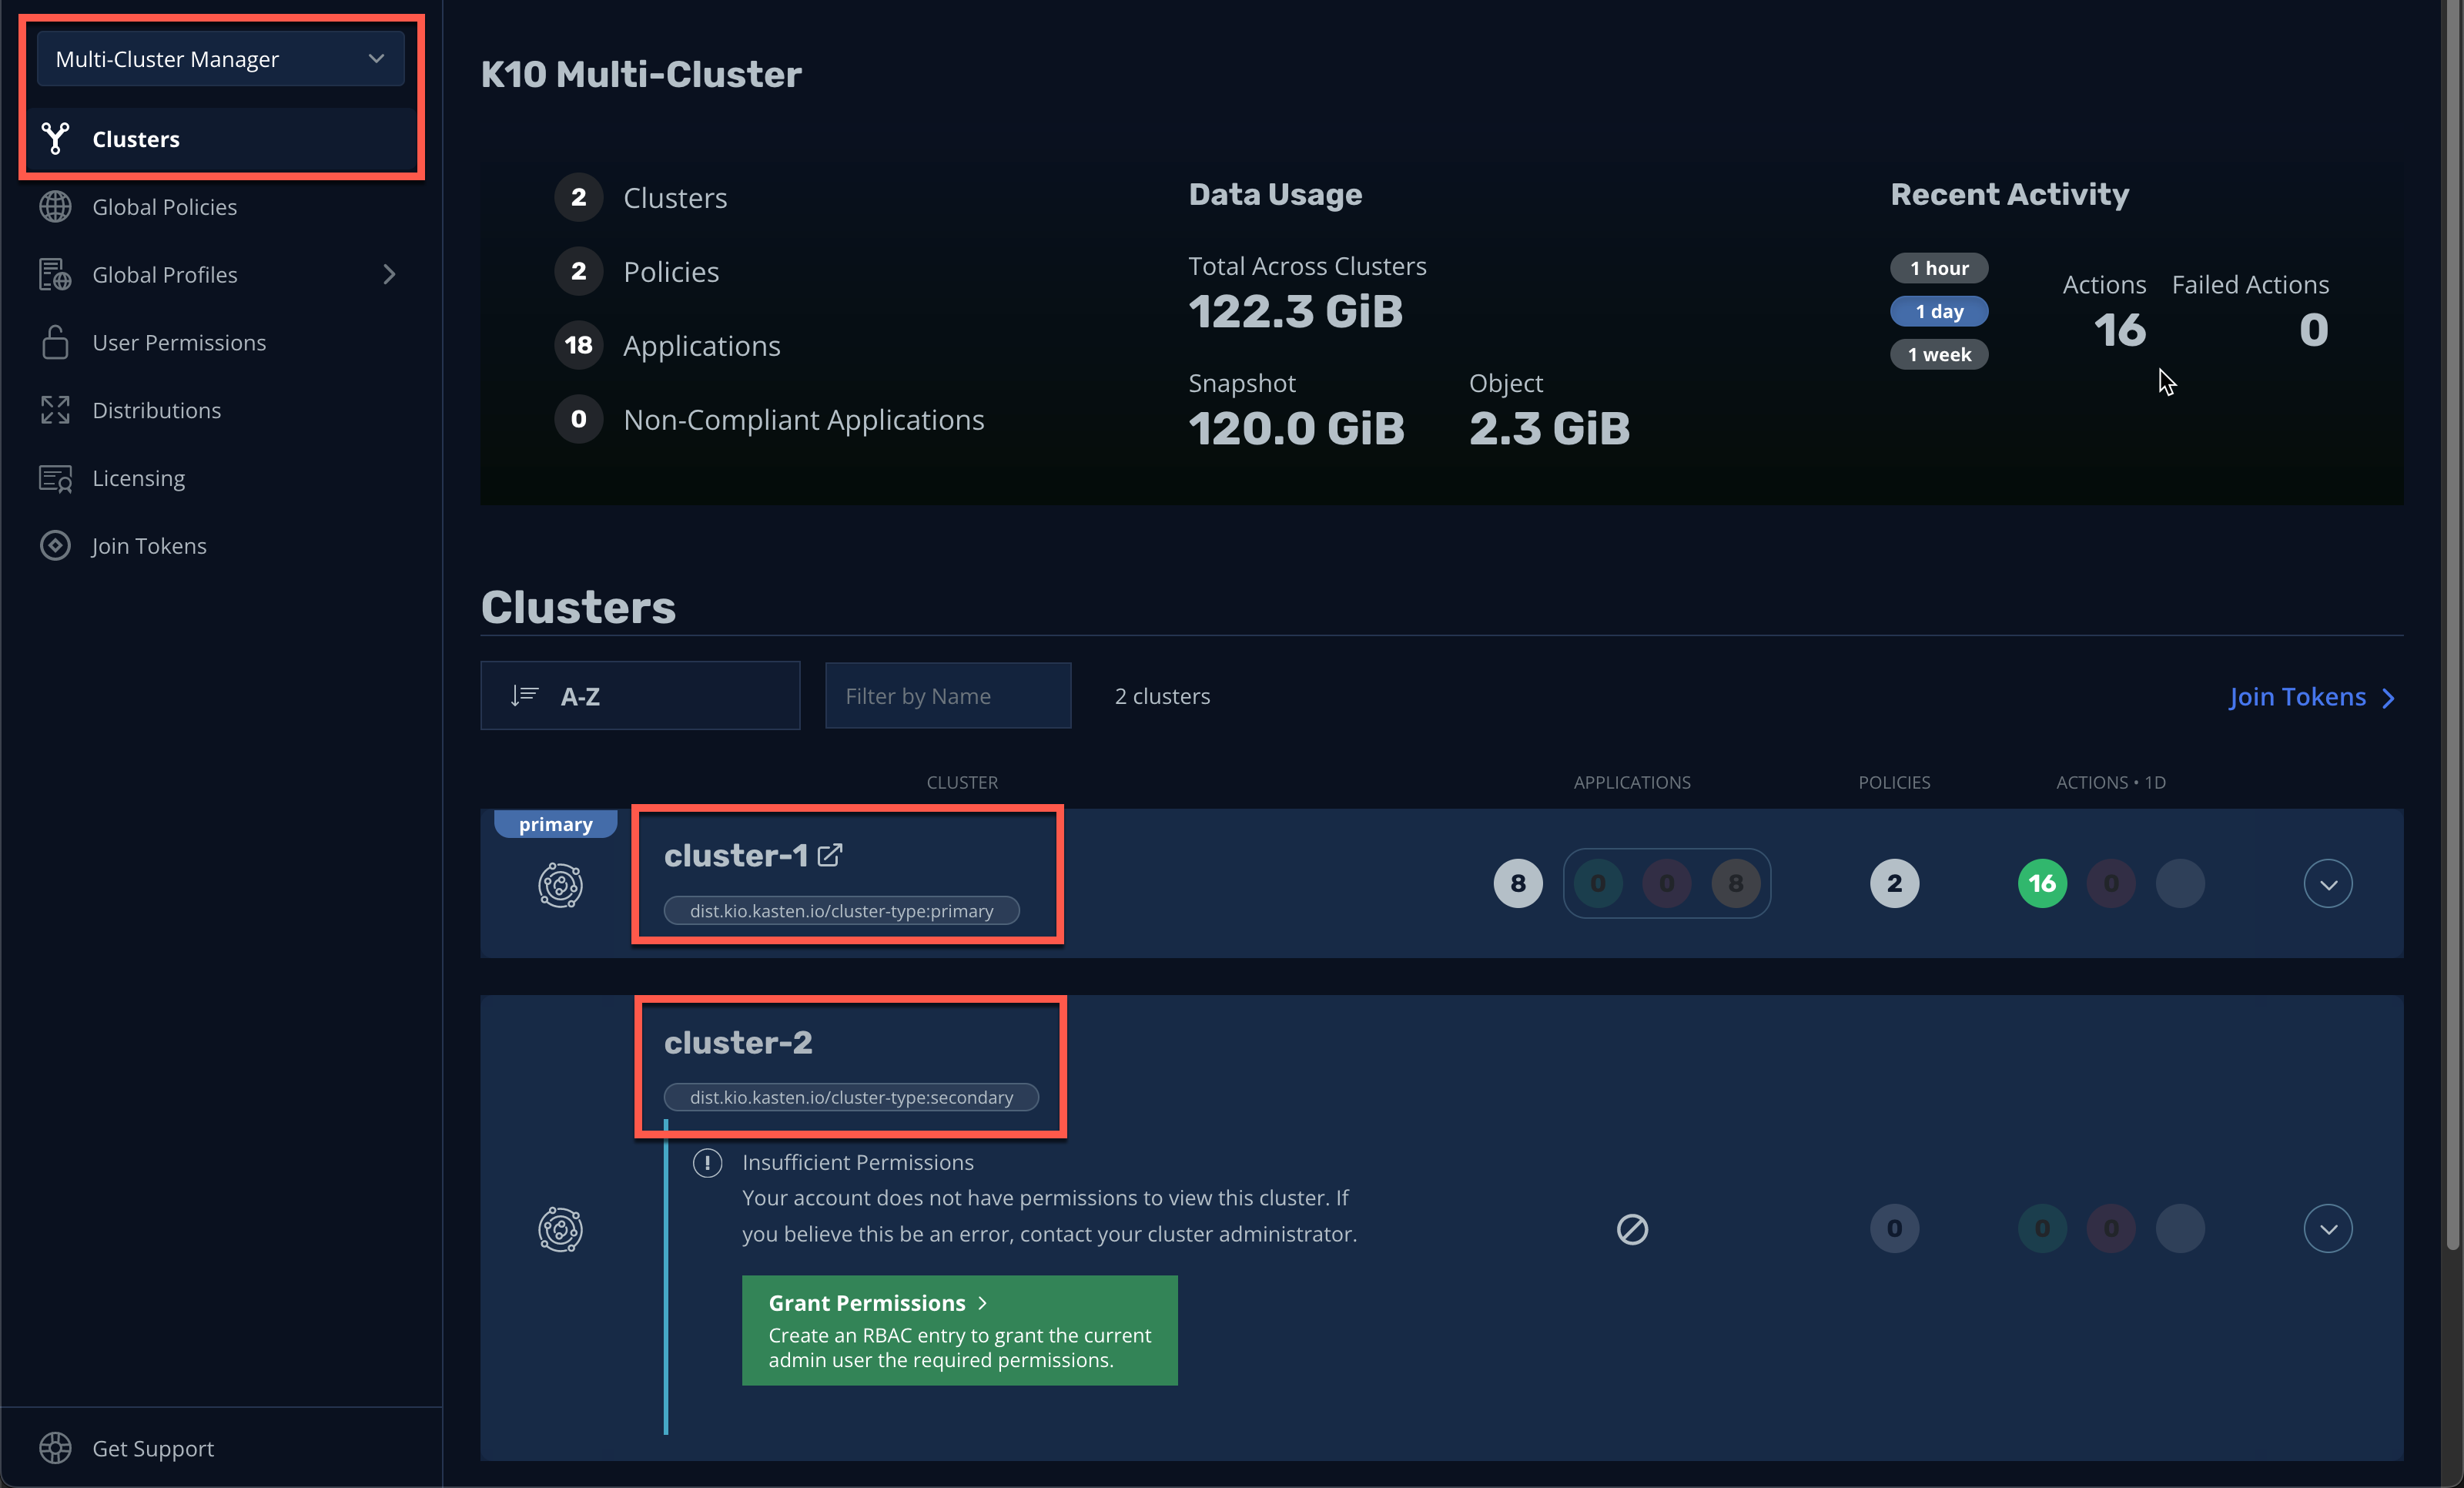 Multi-Cluster Manager
Clusters
Global Policies
Global Profiles
User Permissions
Distributions
Licensing
Join Tokens
Get Support
K10 Multi-Cluster
2 Clusters
2 Policies
18 Applications
0 Non-Compliant Applications
Data Usage
Total Across Clusters
122.3 GiB
Snapshot
120.0 GiB
Object
2.3 GiB
Recent Activity
1 hour
1 day
1 week
Actions
16
Failed Actions
0
Clusters
A-Z
Filter by Name
2 clusters
Join Tokens
CLUSTER APPLICATIONS POLICIES ACTIONS • 1D
primary
cluster-1
dist.kio.kasten.io/cluster-type:primary
8 0 0 8 2 16 0
cluster-2
dist.kio.kasten.io/cluster-type:secondary
Insufficient Permissions
Your account does not have permissions to view this cluster. If
you believe this be an error, contact your cluster administrator.
0 0 0
Grant Permissions
Create an RBAC entry to grant the current
admin user the required permissions.